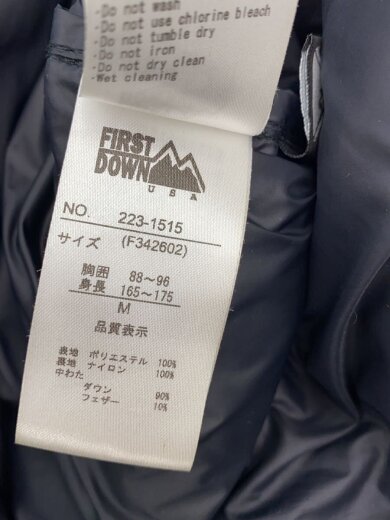 -Do not wash
-Do not use chlorine bleach
-Do not tumble dry
-Do not iron
-Do not dry clean
-Wet cleaning
FIRST
DOWN
USA
NO. 223-1515
サイズ (F342602)
胸囲 88～96
身長 165～175
M
品質表示
表地 ポリエステル 100%
裏地 ナイロン 100%
中わた
ダウン 90%
フェザー 10%